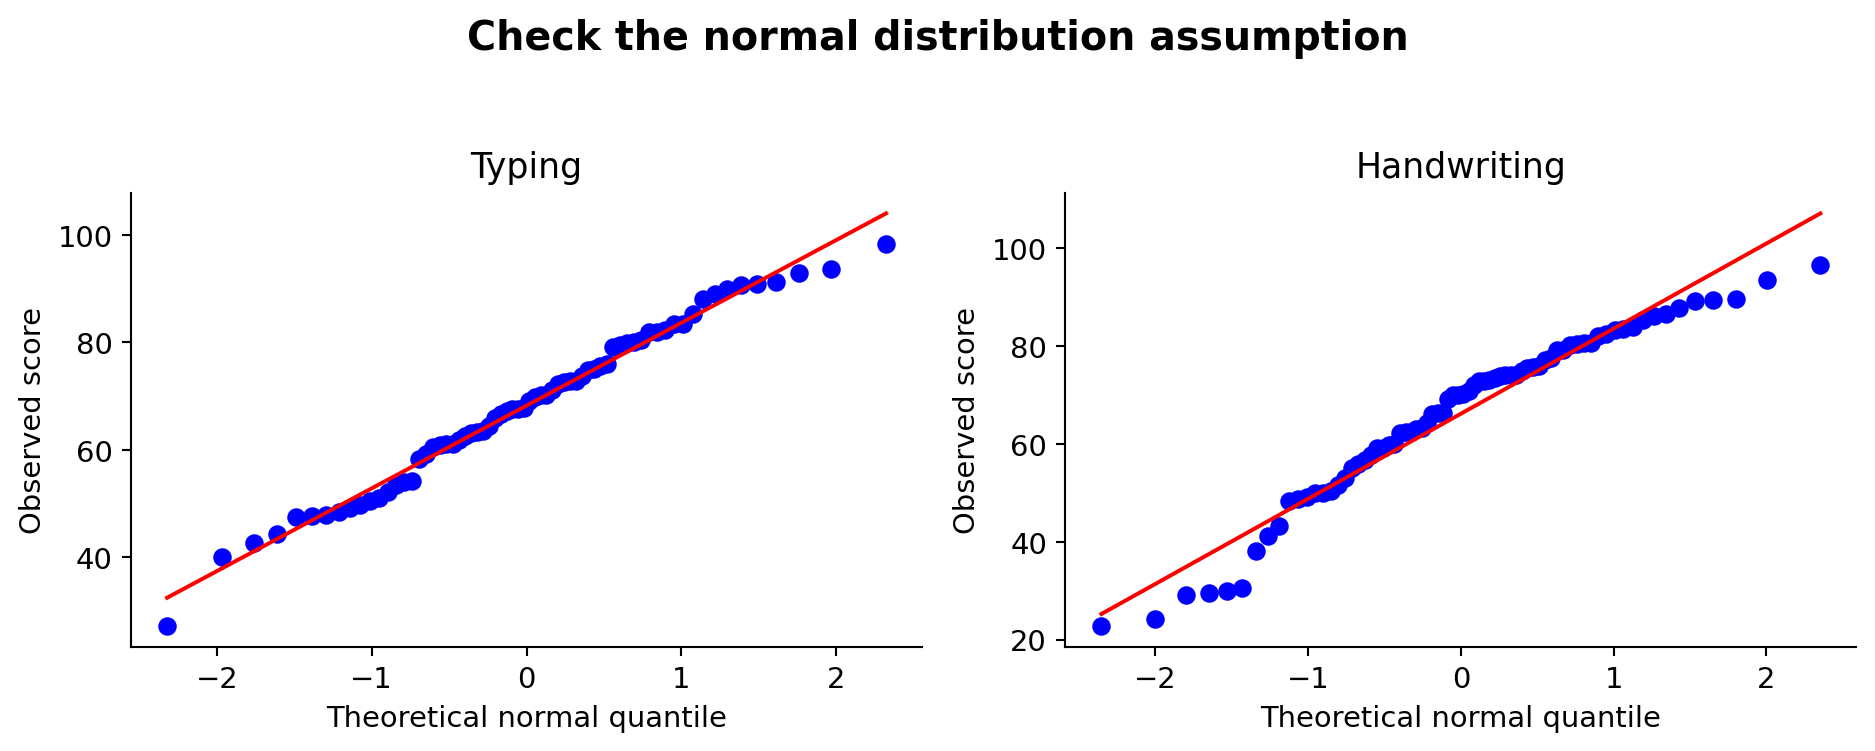 Check the normal distribution assumption
Typing
Observed score
100
80
60
40
−2
−1
0
1
2
Theoretical normal quantile
Handwriting
Observed score
100
80
60
40
20
−2
−1
0
1
2
Theoretical normal quantile